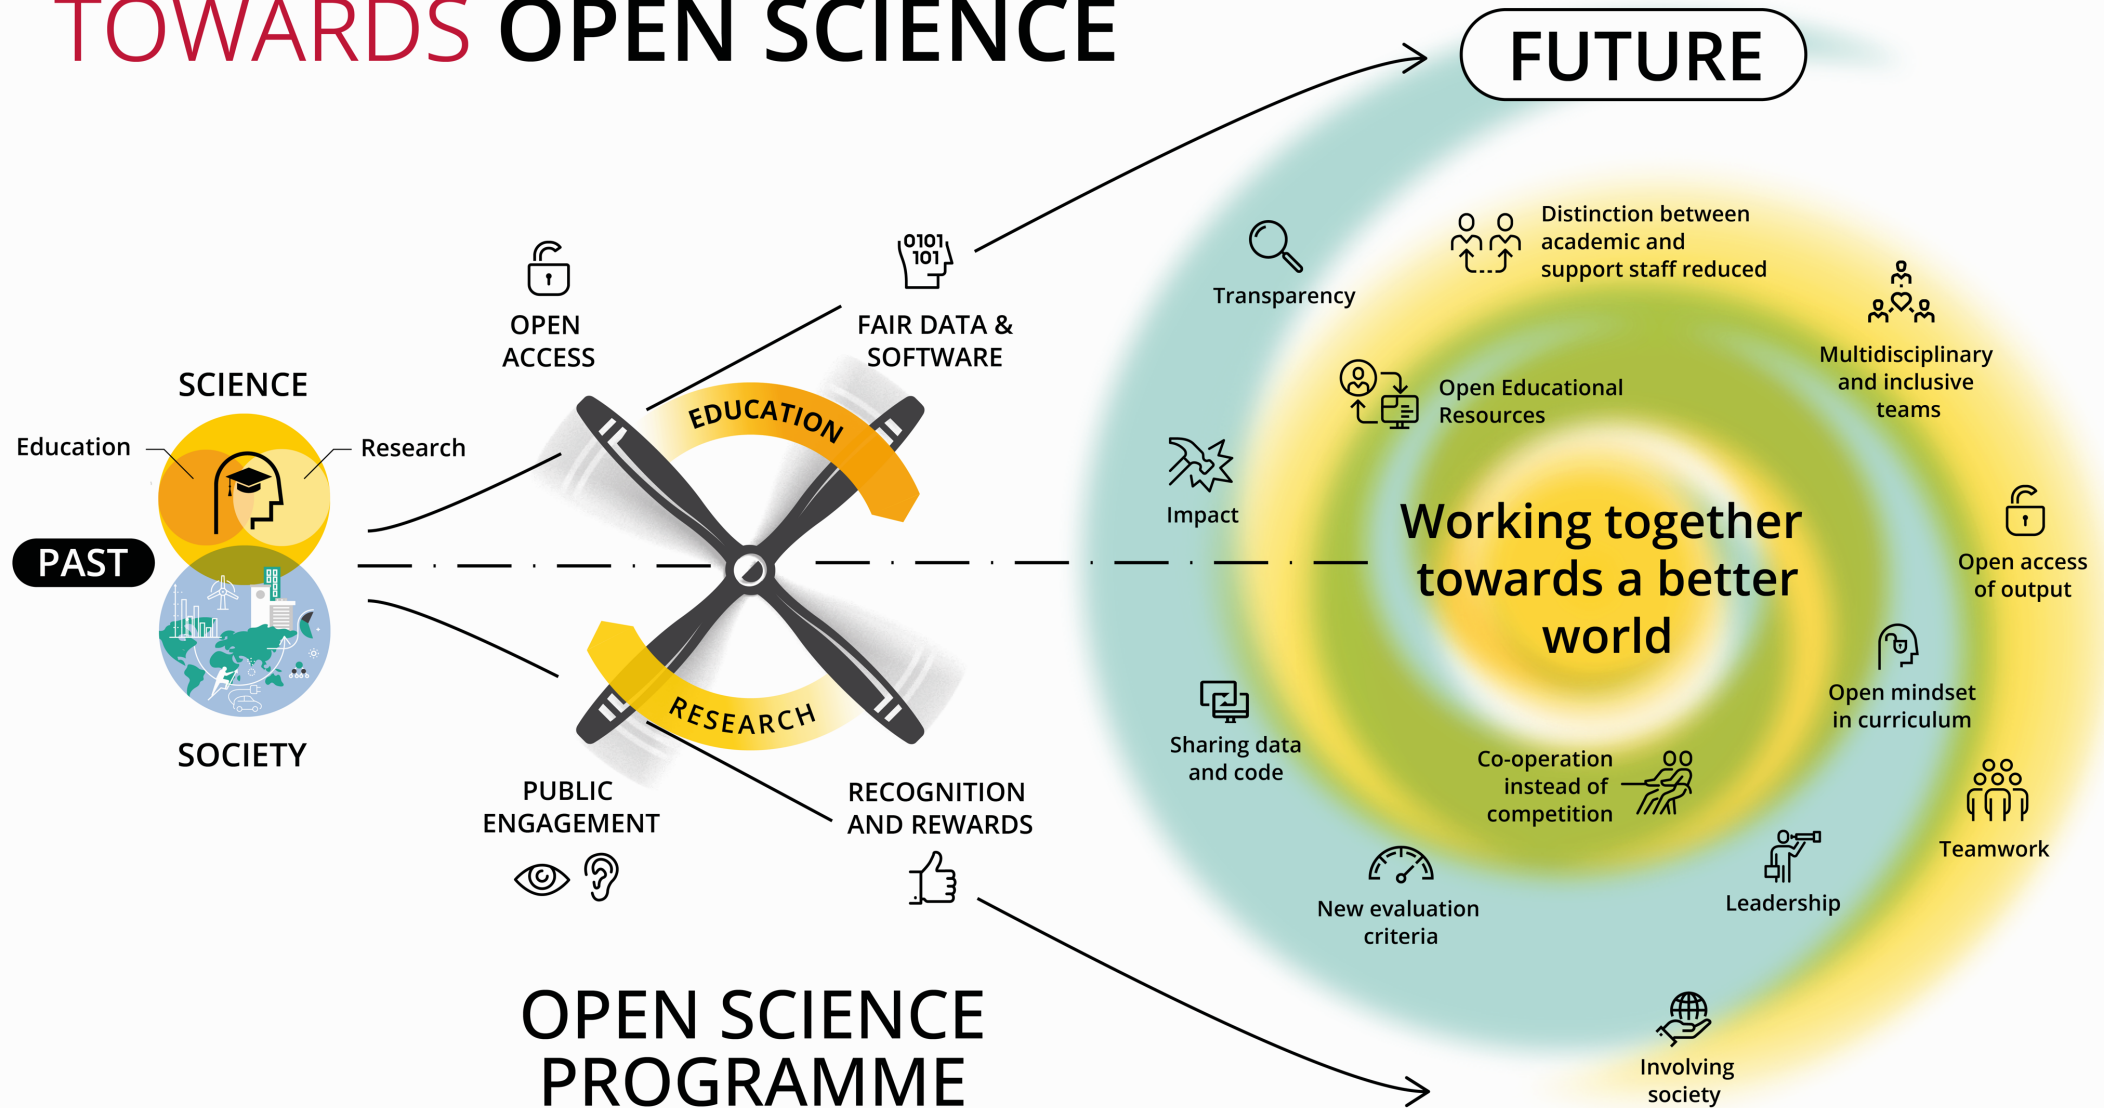 TOWARDS OPEN SCIENCE
FUTURE
SCIENCE
Education
Research
PAST
SOCIETY
OPEN
ACCESS
0101
101
FAIR DATA &
SOFTWARE
EDUCATION
RESEARCH
PUBLIC
ENGAGEMENT
RECOGNITION
AND REWARDS
OPEN SCIENCE
PROGRAMME
Transparency
Distinction between
academic and
support staff reduced
Multidisciplinary
and inclusive
teams
Open Educational
Resources
Impact
Working together
towards a better
world
Open access
of output
Open mindset
in curriculum
Sharing data
and code
Co-operation
instead of
competition
Teamwork
New evaluation
criteria
Leadership
Involving
society